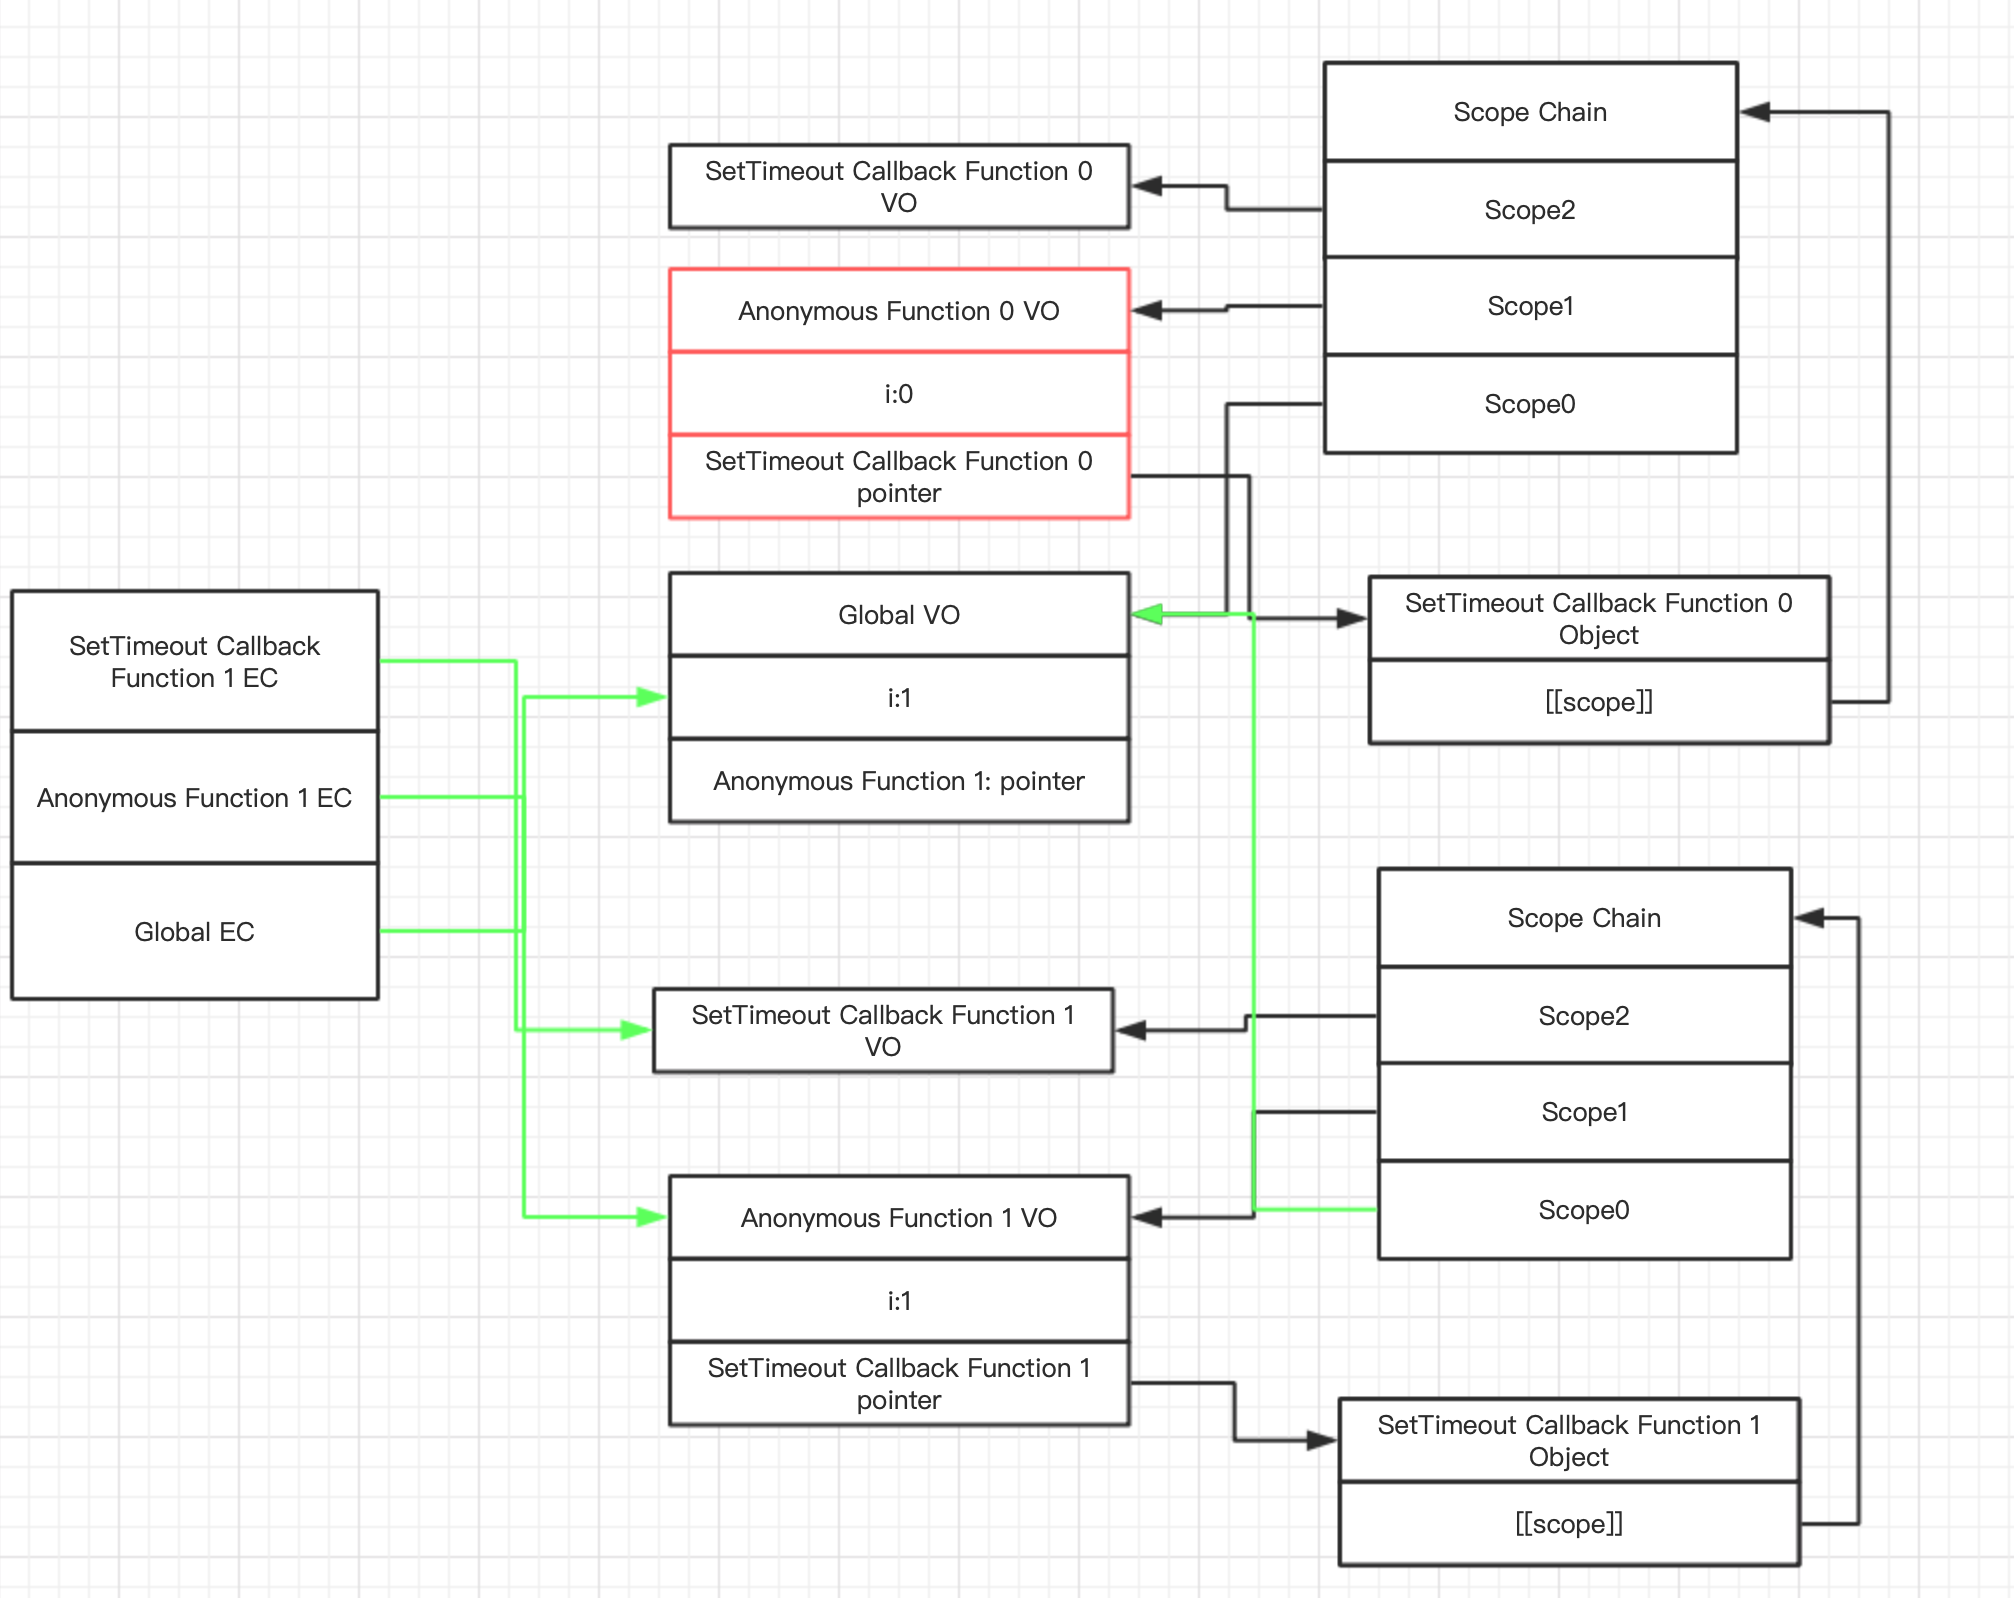 Scope Chain
Scope2
Scope1
Scope0
SetTimeout Callback Function 0
VO
Anonymous Function 0 VO
i:0
SetTimeout Callback Function 0
pointer
SetTimeout Callback
Function 1 EC
Anonymous Function 1 EC
Global EC
Global VO
i:1
Anonymous Function 1: pointer
SetTimeout Callback Function 0
Object
[[scope]]
Scope Chain
Scope2
Scope1
Scope0
SetTimeout Callback Function 1
VO
Anonymous Function 1 VO
i:1
SetTimeout Callback Function 1
pointer
SetTimeout Callback Function 1
Object
[[scope]]